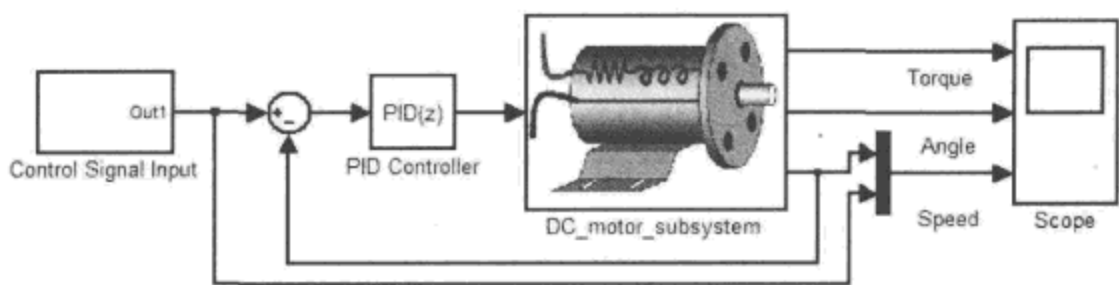 Out1
Control Signal Input
+
-
PID(z)
PID Controller
DC_motor_subsystem
Torque
Angle
Speed
Scope